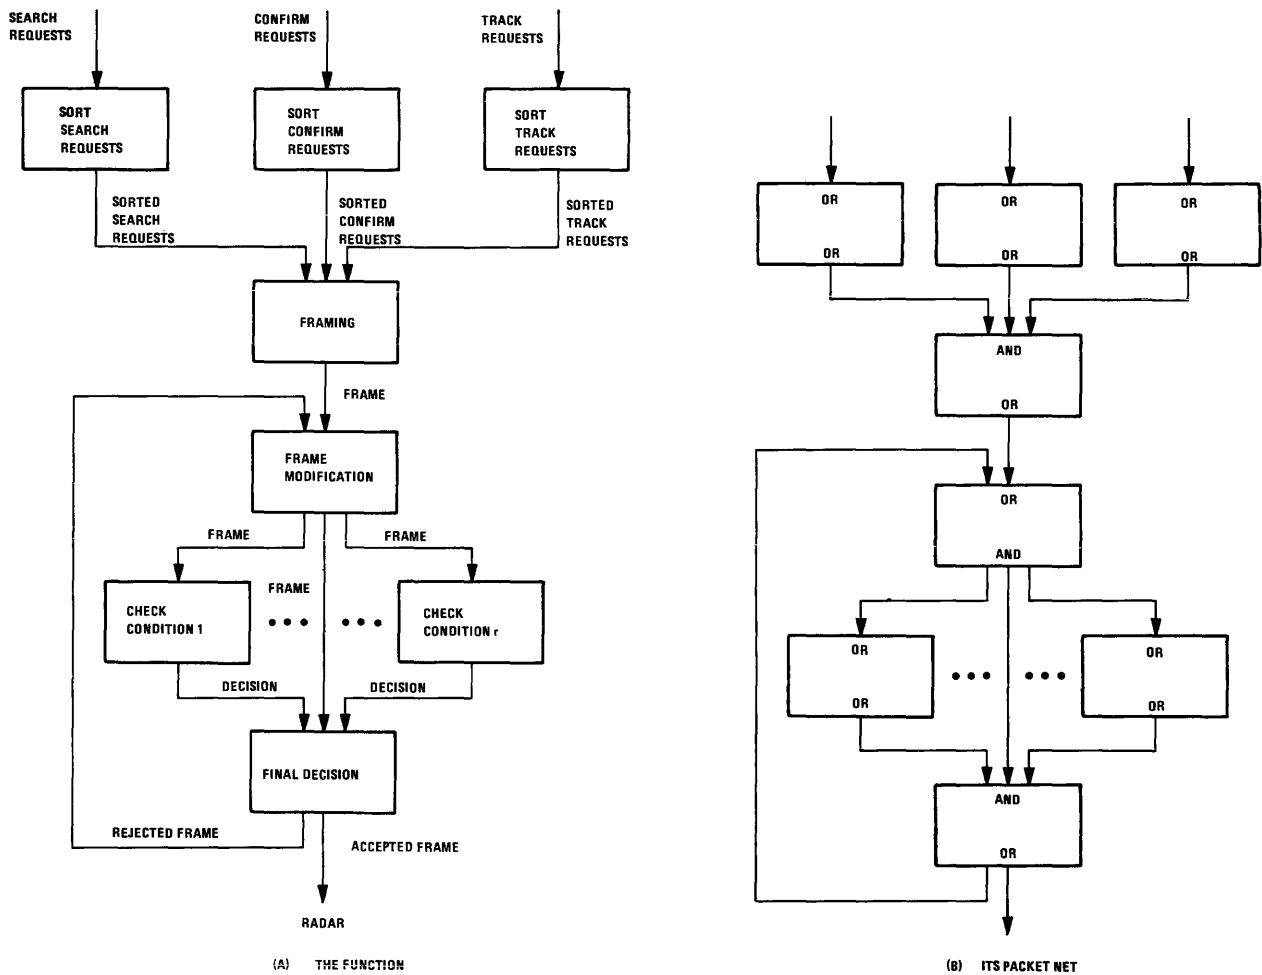 SEARCH
REQUESTS
CONFIRM
REQUESTS
TRACK
REQUESTS
SORT
SEARCH
REQUESTS
SORT
CONFIRM
REQUESTS
SORT
TRACK
REQUESTS
SORTED
SEARCH
REQUESTS
SORTED
CONFIRM
REQUESTS
SORTED
TRACK
REQUESTS
FRAMING
FRAME
FRAME
MODIFICATION
FRAME
FRAME
FRAME
CHECK
CONDITION 1
CHECK
CONDITION r
DECISION
DECISION
FINAL DECISION
REJECTED FRAME
ACCEPTED FRAME
RADAR
(A) THE FUNCTION
OR
OR
OR
OR
OR
OR
AND
OR
OR
AND
OR
OR
OR
OR
AND
OR
(B) ITS PACKET NET